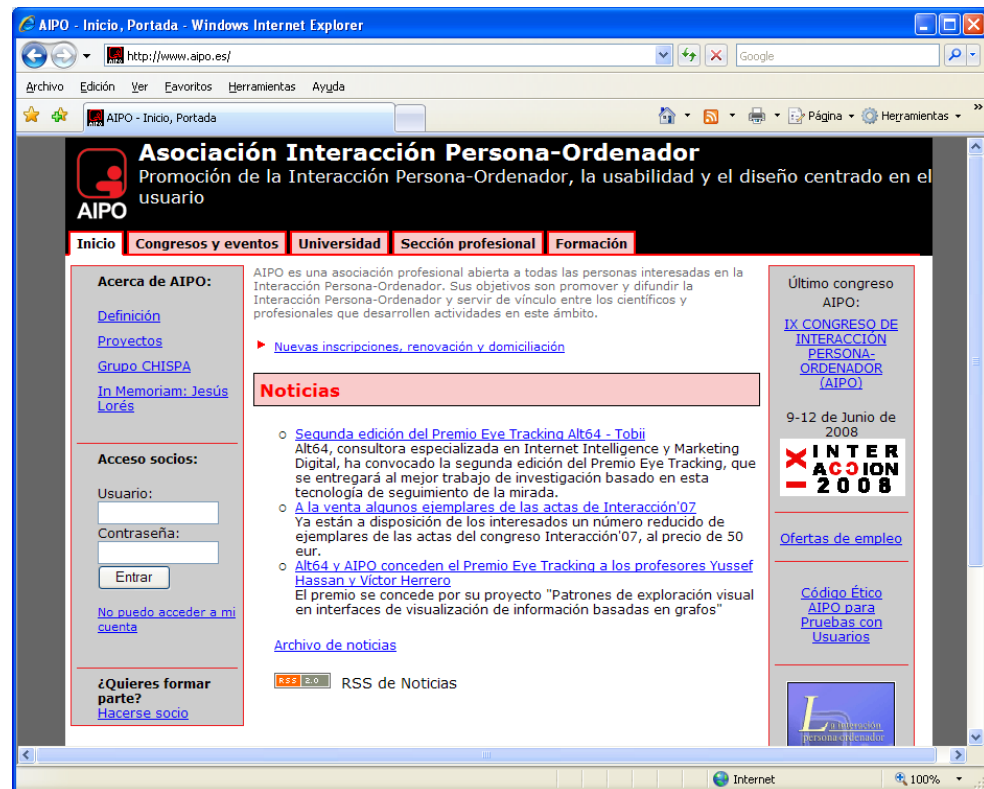 AIPO - Inicio, Portada - Windows Internet Explorer
http://www.aipo.es/
Google
Archivo Edición Ver Favoritos Herramientas Ayuda
AIPO - Inicio, Portada
Página Herramientas »
AIPO
Asociación Interacción Persona-Ordenador
Promoción de la Interacción Persona-Ordenador, la usabilidad y el diseño centrado en el
usuario
Inicio Congresos y eventos Universidad Sección profesional Formación
Acerca de AIPO:
Definición
Proyectos
Grupo CHISPA
In Memoriam: Jesús
Lorés
Acceso socios:
Usuario:
Contraseña:
Entrar
No puedo acceder a mi
cuenta
¿Quieres formar
parte?
Hacerse socio
AIPO es una asociación profesional abierta a todas las personas interesadas en la
Interacción Persona-Ordenador. Sus objetivos son promover y difundir la
Interacción Persona-Ordenador y servir de vínculo entre los científicos y
profesionales que desarrollen actividades en este ámbito.
Nuevas inscripciones, renovación y domiciliación
Noticias
Segunda edición del Premio Eye Tracking Alt64 - Tobii
Alt64, consultora especializada en Internet Intelligence y Marketing
Digital, ha convocado la segunda edición del Premio Eye Tracking, que
se entregará al mejor trabajo de investigación basado en esta
tecnología de seguimiento de la mirada.
A la venta algunos ejemplares de las actas de Interacción'07
Ya están a disposición de los interesados un número reducido de
ejemplares de las actas del congreso Interacción'07, al precio de 50
eur.
Alt64 y AIPO conceden el Premio Eye Tracking a los profesores Yussef
Hassan y Víctor Herrero
El premio se concede por su proyecto "Patrones de exploración visual
en interfaces de visualización de información basadas en grafos"
Archivo de noticias
RSS 2.0 RSS de Noticias
Último congreso
AIPO:
IX CONGRESO DE
INTERACCIÓN
PERSONA-
ORDENADOR
(AIPO)
9-12 de Junio de
2008
INTER
ACCION
2008
Ofertas de empleo
Código Ético
AIPO para
Pruebas con
Usuarios
La interacción
persona-ordenador
Internet 100%